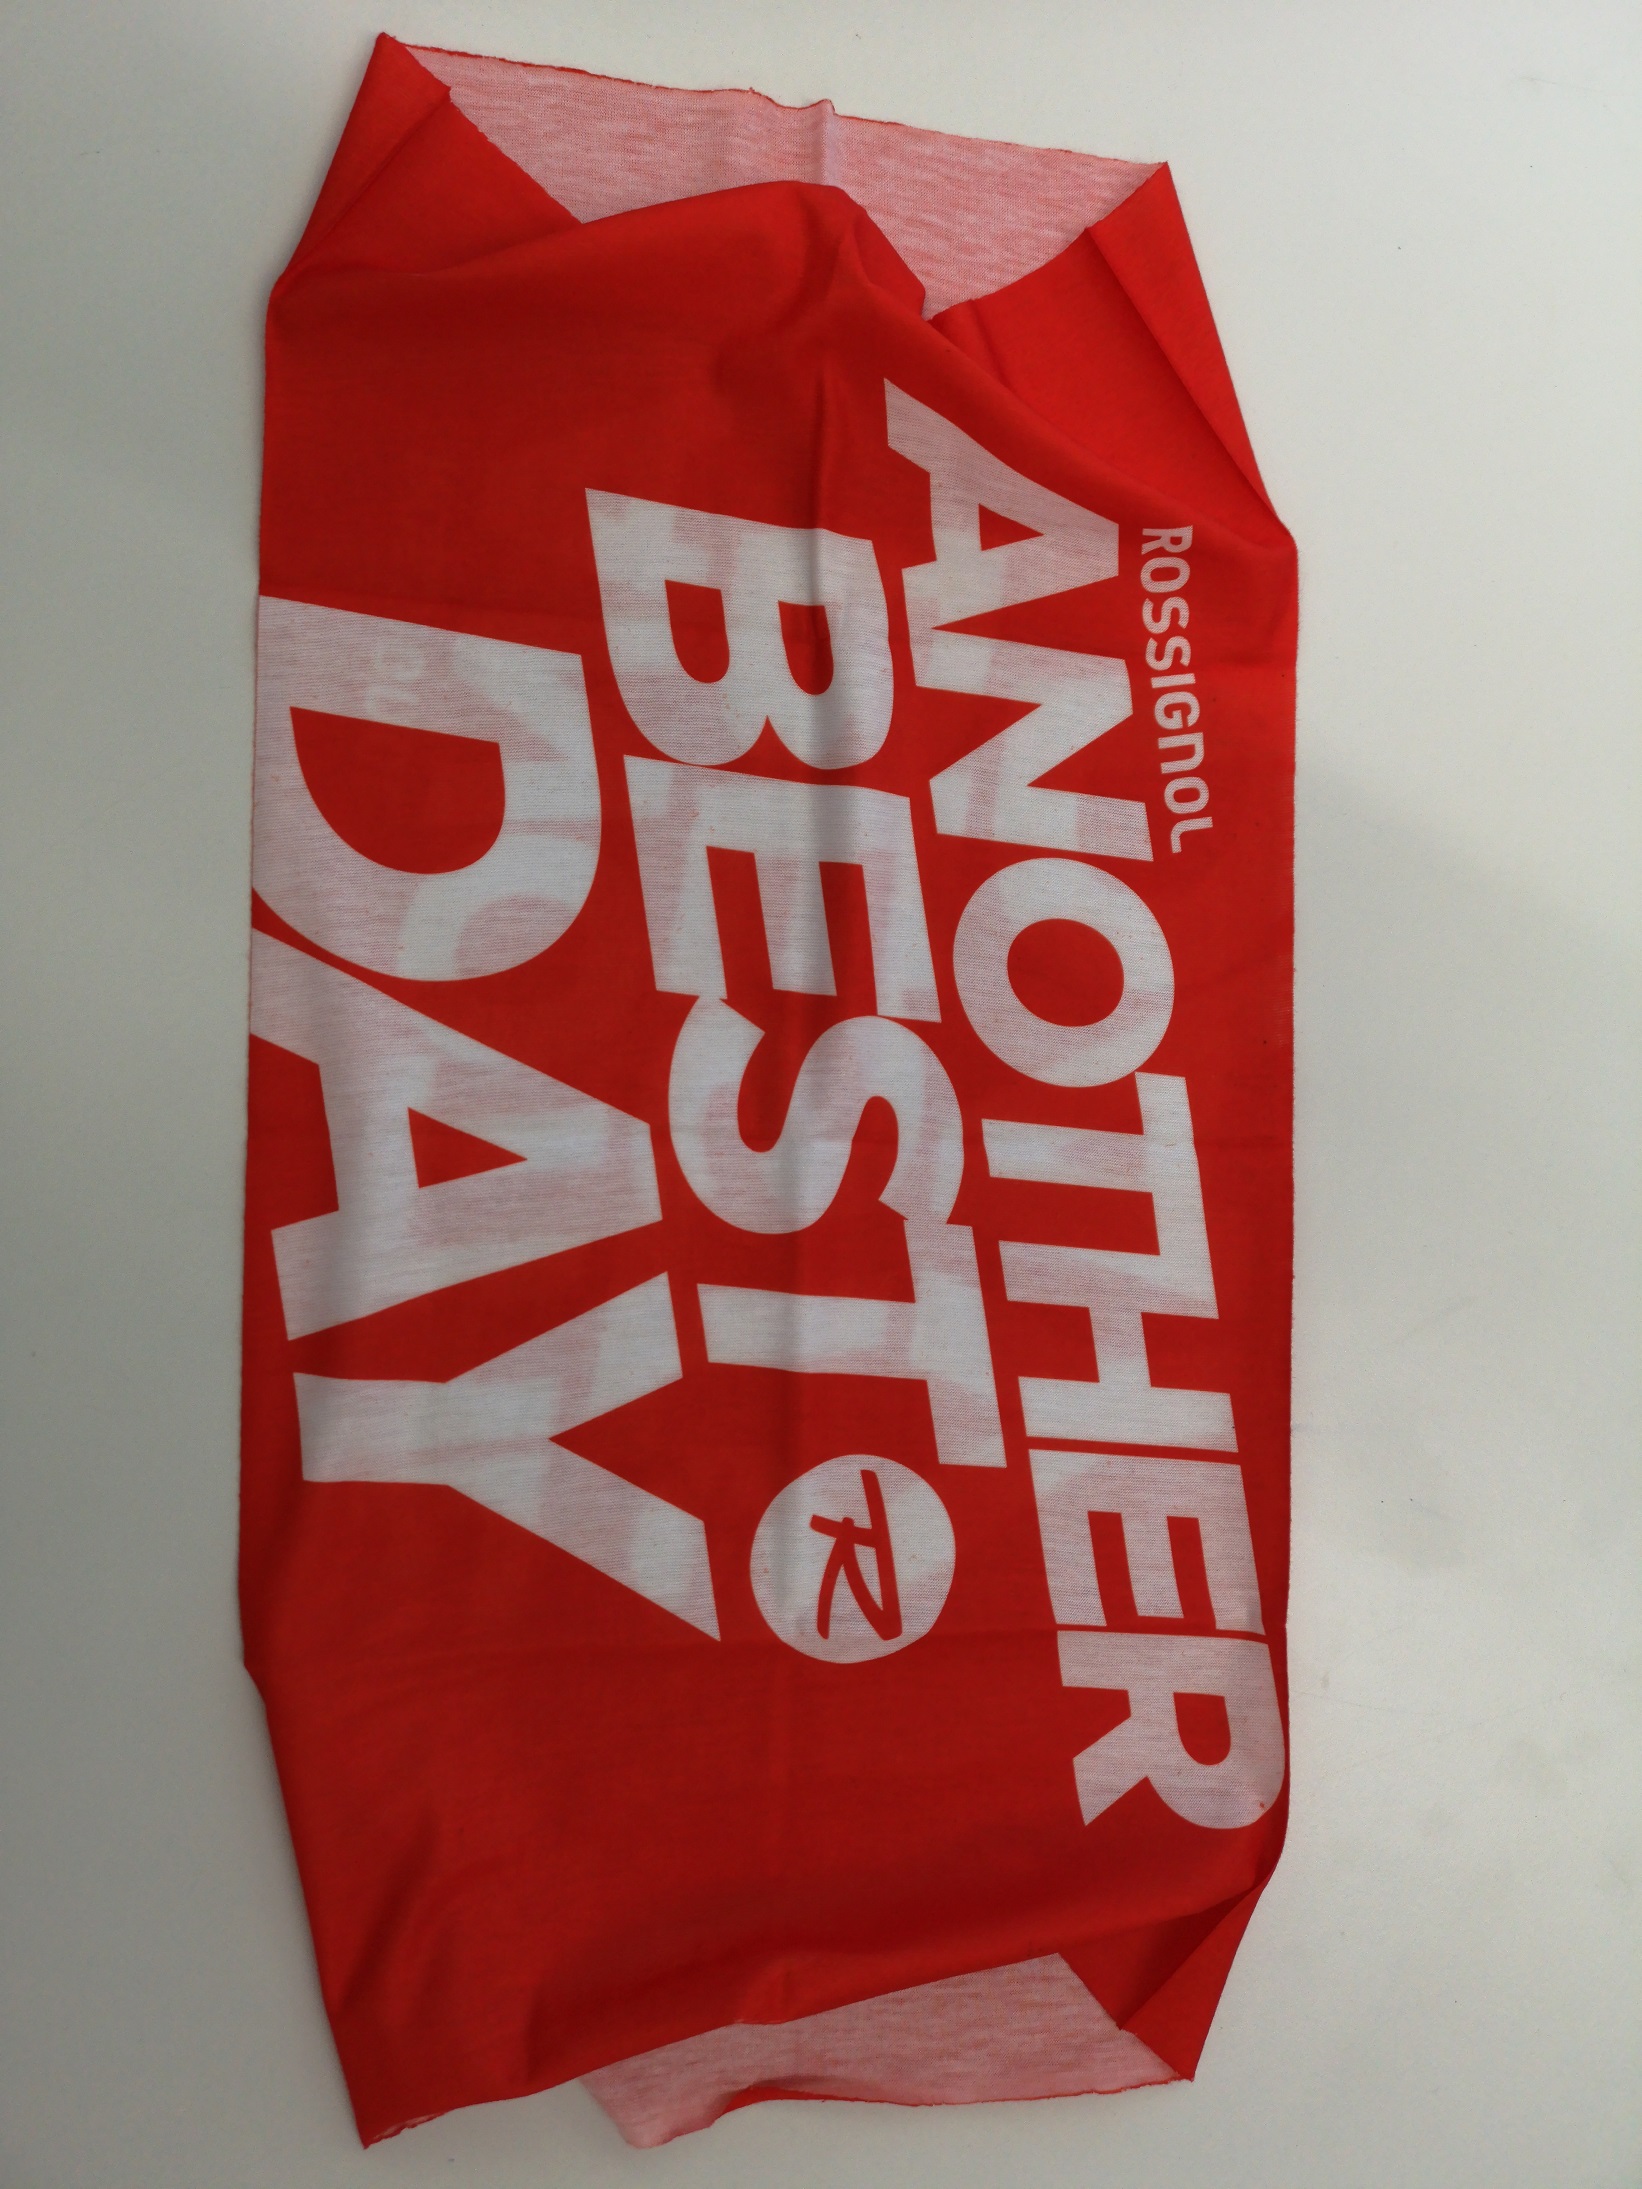 ROSSIGNOL
ANOTHER
BEST R
DAY